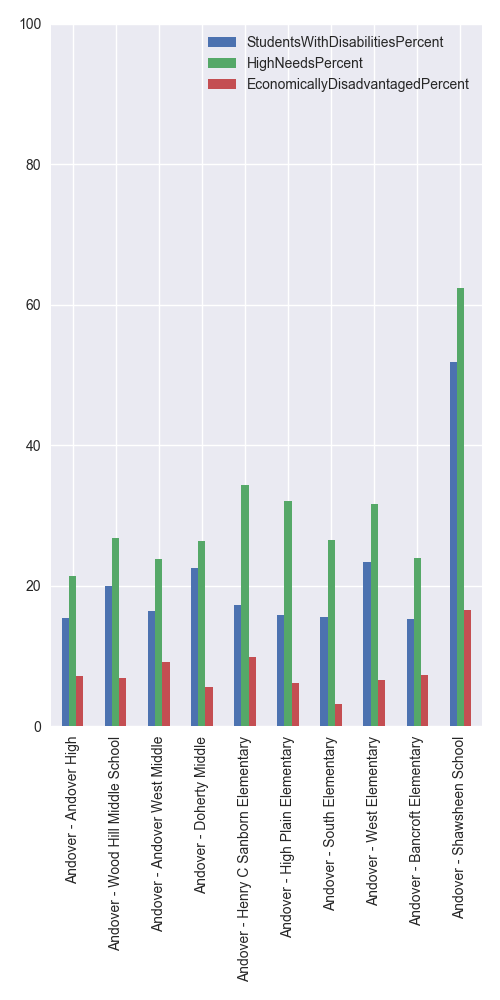 100
80
60
40
20
0
StudentsWithDisabilitiesPercent
HighNeedsPercent
EconomicallyDisadvantagedPercent
Andover - Andover High
Andover - Wood Hill Middle School
Andover - Andover West Middle
Andover - Doherty Middle
Andover - Henry C Sanborn Elementary
Andover - High Plain Elementary
Andover - South Elementary
Andover - West Elementary
Andover - Bancroft Elementary
Andover - Shawsheen School